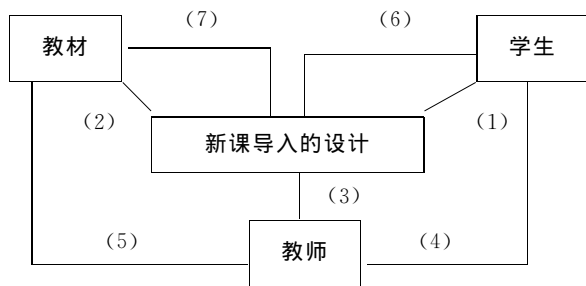 （7） （6）
教材 学生
（2） （1）
新课导入的设计
（3）
（5） （4）
教师